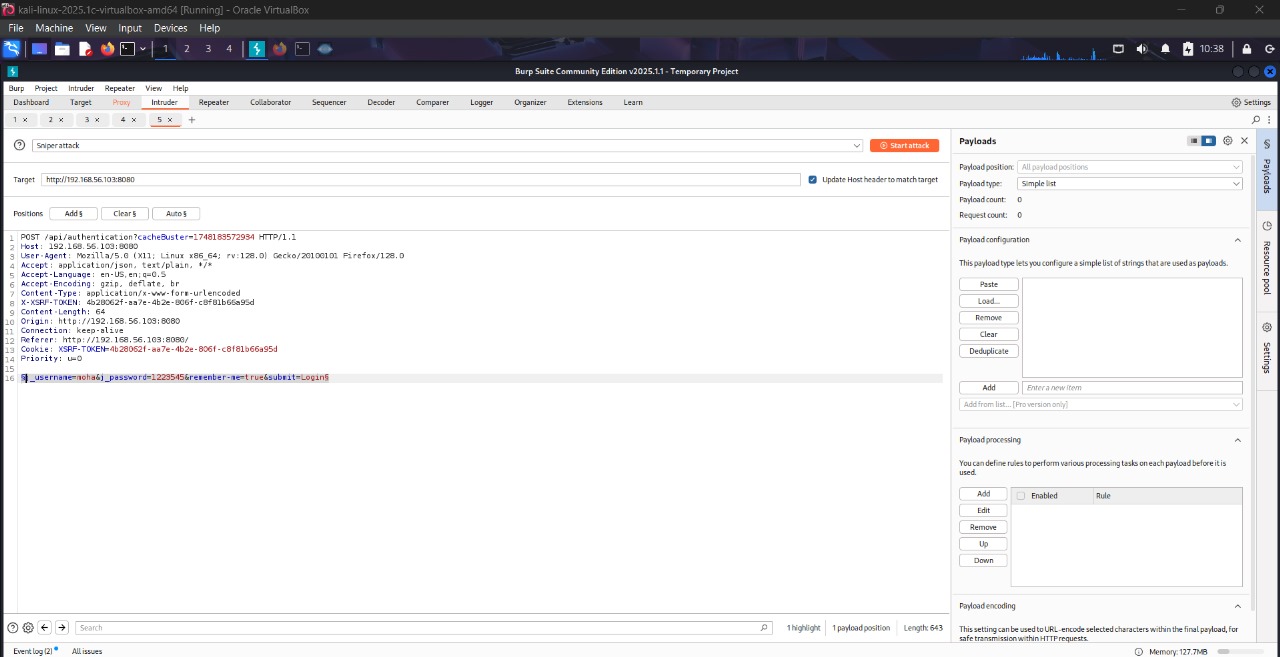 kali-linux-2025.1c-virtualbox-amd64 [Running] - Oracle VirtualBox
File Machine View Input Devices Help
1 2 3 4 10:38
Burp Suite Community Edition v2025.1.1 - Temporary Project
Burp Project Intruder Repeater View Help
Dashboard Target Proxy Intruder Repeater Collaborator Sequencer Decoder Comparer Logger Organizer Extensions Learn Settings
1 × 2 × 3 × 4 × 5 × +
Sniper attack Start attack
Target http://192.168.56.103:8080 Update Host header to match target
Positions Add § Clear § Auto §
1 POST /api/authentication?cacheBuster=1748183572934 HTTP/1.1
2 Host: 192.168.56.103:8080
3 User-Agent: Mozilla/5.0 (X11; Linux x86_64; rv:128.0) Gecko/20100101 Firefox/128.0
4 Accept: application/json, text/plain, */*
5 Accept-Language: en-US,en;q=0.5
6 Accept-Encoding: gzip, deflate, br
7 Content-Type: application/x-www-form-urlencoded
8 X-XSRF-TOKEN: 4b28062f-aa7e-4b2e-806f-c8f81b66a95d
9 Content-Length: 64
10 Origin: http://192.168.56.103:8080
11 Connection: keep-alive
12 Referer: http://192.168.56.103:8080/
13 Cookie: XSRF-TOKEN=4b28062f-aa7e-4b2e-806f-c8f81b66a95d
14 Priority: u=0
15
16 §j_username=moha&j_password=1223545&remember-me=true&submit=Login§
Search 1 highlight 1 payload position Length: 643
Event log (2) All issues
Payloads
Payload position: All payload positions
Payload type: Simple list
Payload count: 0
Request count: 0
Payload configuration
This payload type lets you configure a simple list of strings that are used as payloads.
Paste
Load...
Remove
Clear
Deduplicate
Add Enter a new item
Add from list... [Pro version only]
Payload processing
You can define rules to perform various processing tasks on each payload before it is
used.
Add Enabled Rule
Edit
Remove
Up
Down
Payload encoding
This setting can be used to URL-encode selected characters within the final payload, for
safe transmission within HTTP requests.
Memory: 127.7MB
Payloads
Resource pool
Settings